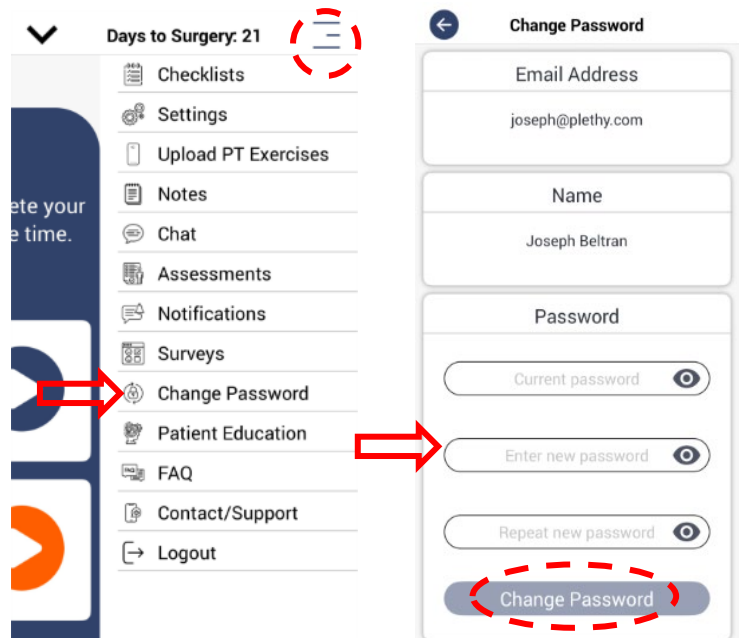 Days to Surgery: 21
Checklists
Settings
Upload PT Exercises
Notes
Chat
Assessments
Notifications
Surveys
Change Password
Patient Education
FAQ
Contact/Support
Logout
ete your
e time.
Change Password
Email Address
joseph@plethy.com
Name
Joseph Beltran
Password
Current password
Enter new password
Repeat new password
Change Password